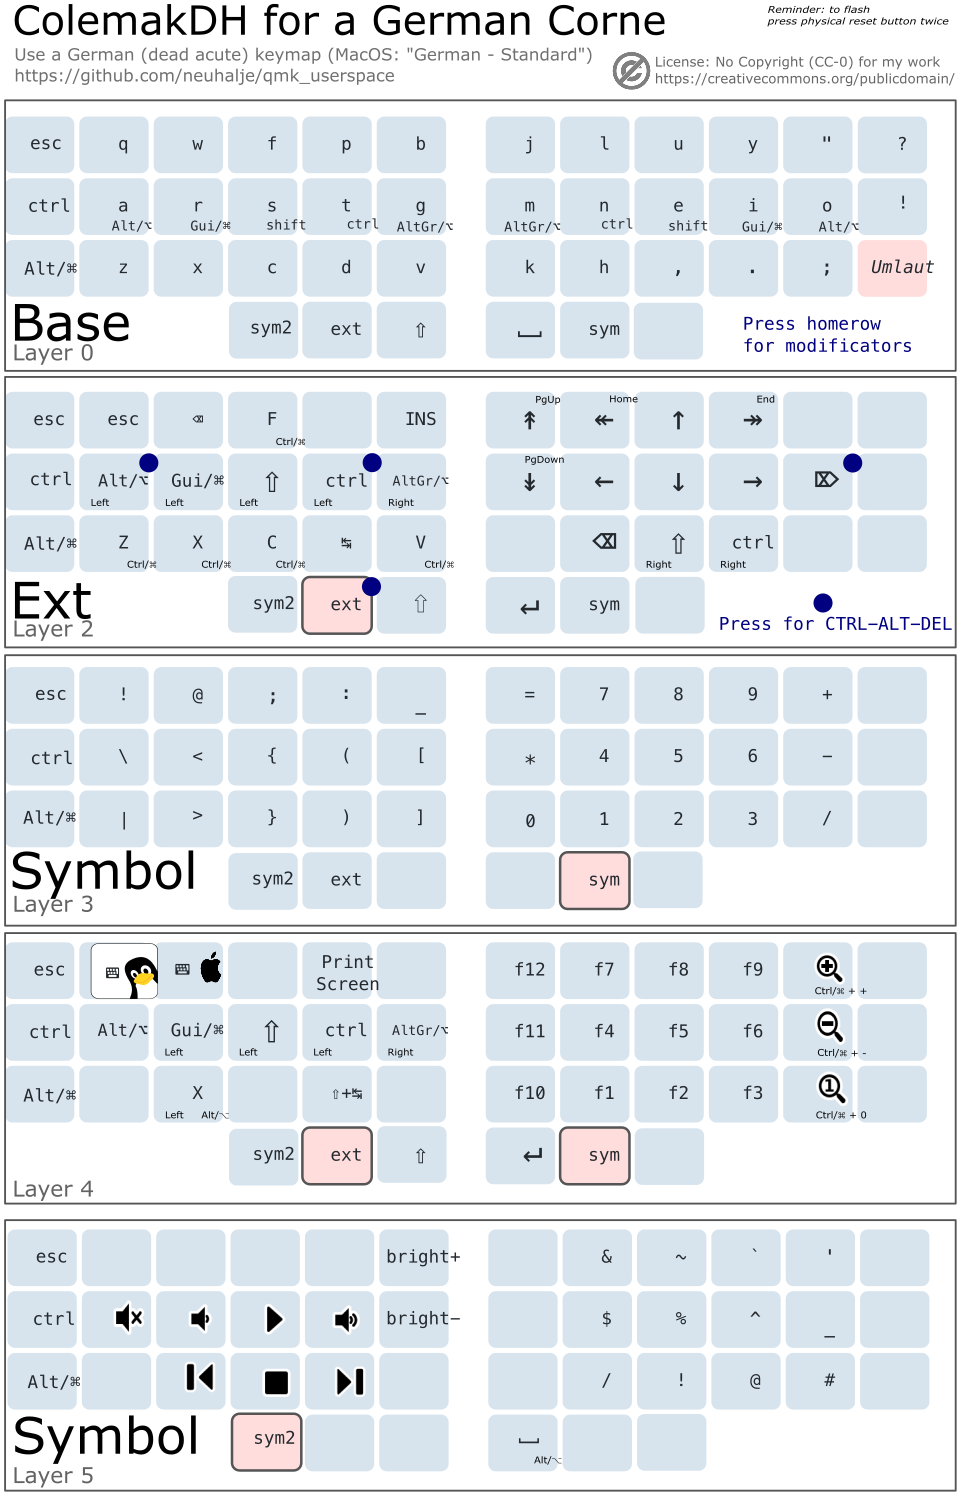 ColemakDH for a German Corne
Reminder: to flash
press physical reset button twice
Use a German (dead acute) keymap (MacOS: "German - Standard")
https://github.com/neuhalje/qmk_userspace
License: No Copyright (CC-0) for my work
https://creativecommons.org/publicdomain/
esc q w f p b j l u y " ?
ctrl a r s t g m n e i o !
Alt/⌥ Gui/⌘ shift ctrl AltGr/⌥ AltGr/⌥ ctrl shift Gui/⌘ Alt/⌥
Alt/⌘ z x c d v k h , . ; Umlaut
sym2 ext ⇧ ⎵ sym
Base
Layer 0
Press homerow
for modificators
PgUp Home End
esc esc ⌫ F INS ↟ ↞ ↑ ↠
Ctrl/⌘
PgDown
ctrl Alt/⌥ Gui/⌘ ⇧ ctrl AltGr/⌥ ↡ ← ↓ → ⌦
Left Left Left Left Right
Alt/⌘ Z X C ↹ V ⌫ ⇧ ctrl
Ctrl/⌘ Ctrl/⌘ Ctrl/⌘ Ctrl/⌘ Right Right
sym2 ext ⇧ ↵ sym
Ext
Layer 2
Press for CTRL–ALT–DEL
esc ! @ ; : _ = 7 8 9 +
ctrl \ < { ( [ * 4 5 6 −
Alt/⌘ | > } ) ] 0 1 2 3 /
sym2 ext sym
Symbol
Layer 3
esc ⌨ ⌨ Print Screen f12 f7 f8 f9
Ctrl/⌘ + +
ctrl Alt/⌥ Gui/⌘ ⇧ ctrl AltGr/⌥ f11 f4 f5 f6
Left Left Left Right Ctrl/⌘ + -
Alt/⌘ X ⇧+↹ f10 f1 f2 f3 1
Left Alt/⌥ Ctrl/⌘ + 0
sym2 ext ⇧ ↵ sym
Layer 4
esc bright+ & ~ ` '
ctrl bright− $ % ^ _
Alt/⌘ / ! @ #
sym2 ⎵
Alt/⌥
Symbol
Layer 5